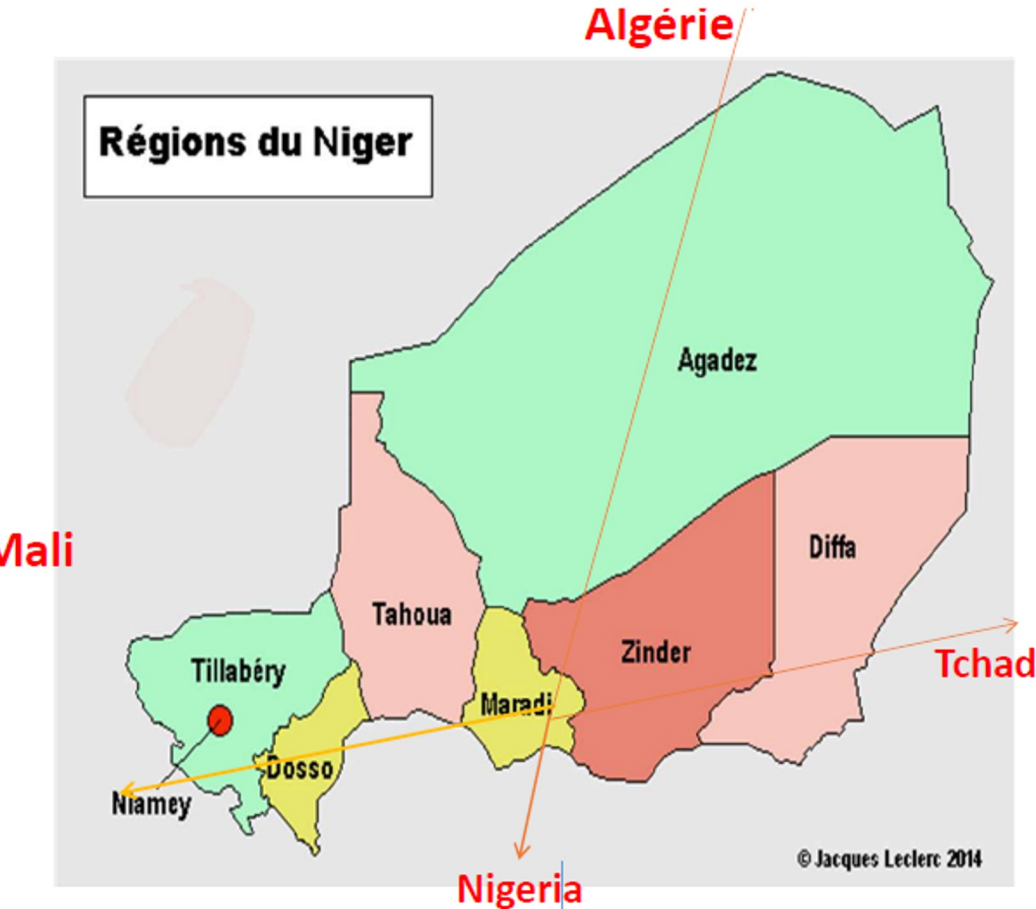 Algérie
Régions du Niger
Agadez
Mali
Diffa
Tahoua
Zinder
Tillabéry
Tchad
Maradi
Dosso
Niamey
© Jacques Leclerc 2014
Nigeria